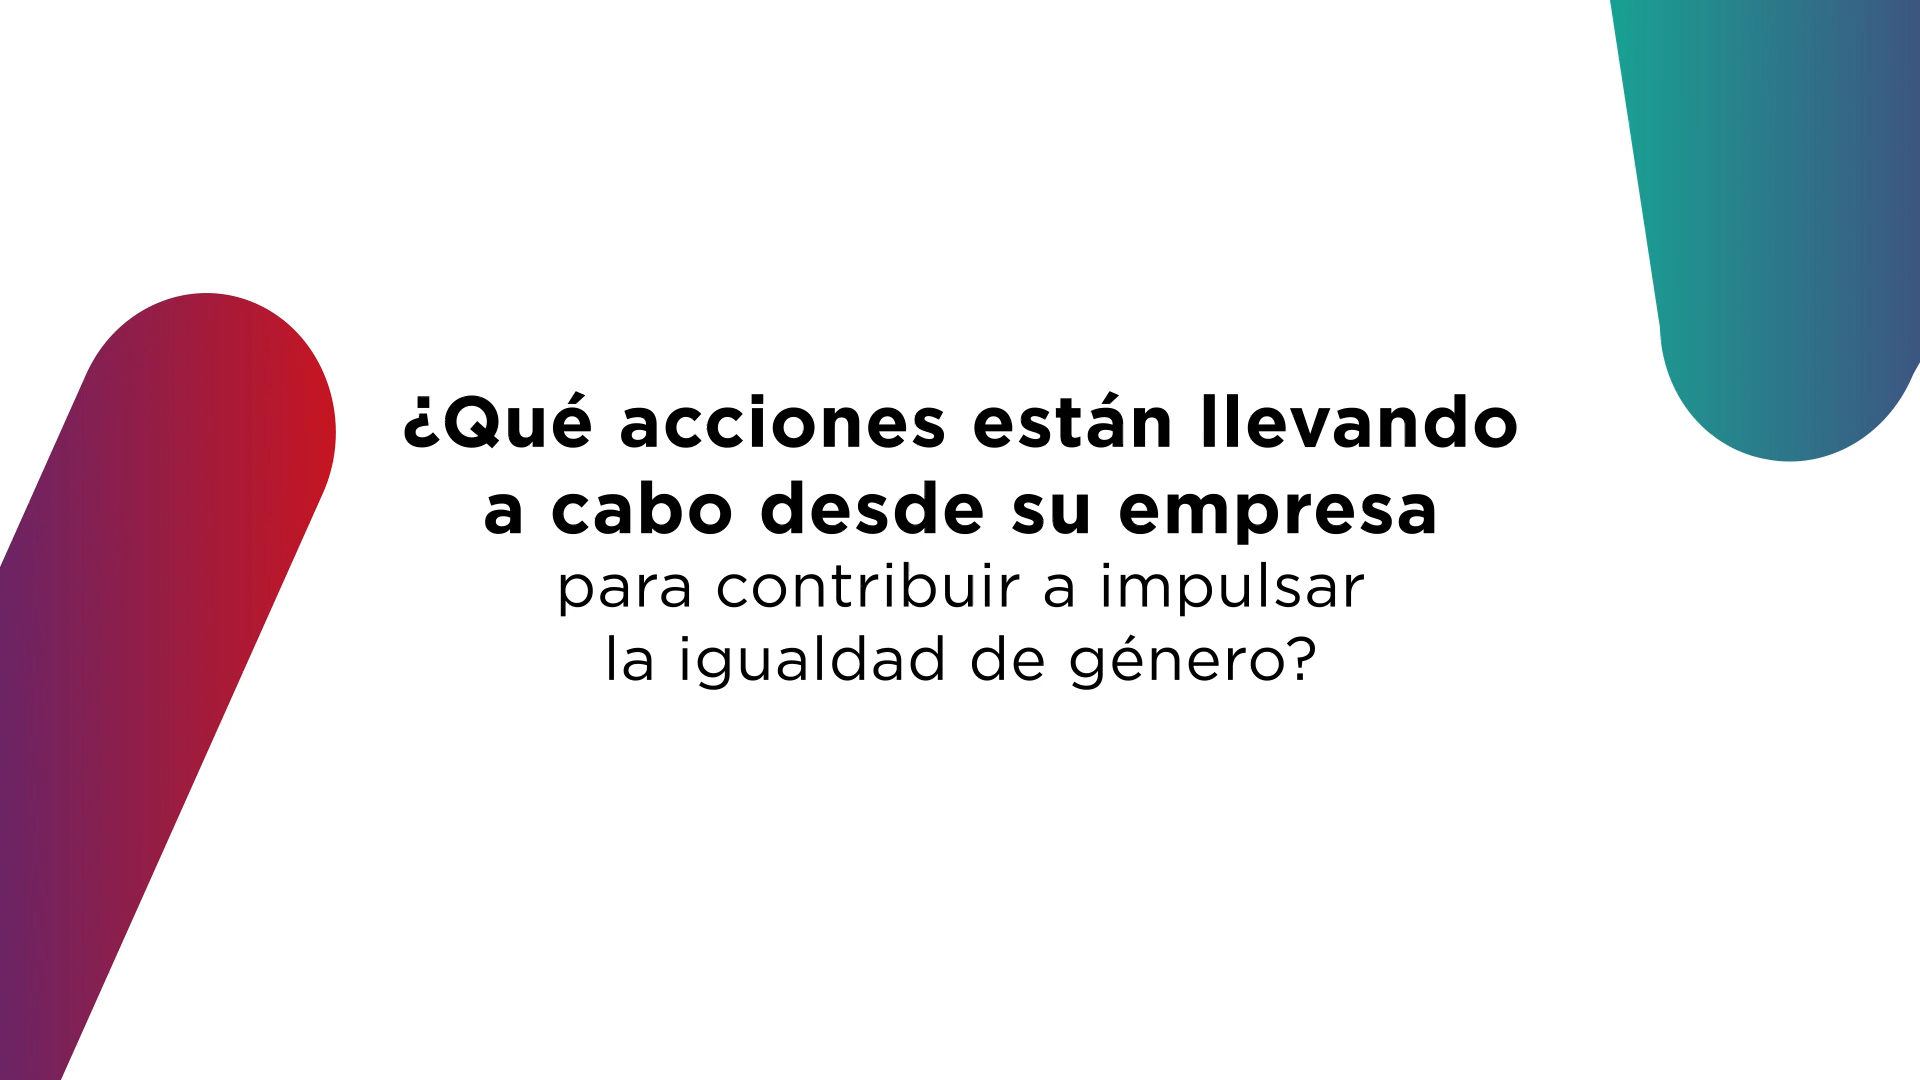 ¿Qué acciones están llevando
a cabo desde su empresa
para contribuir a impulsar
la igualdad de género?